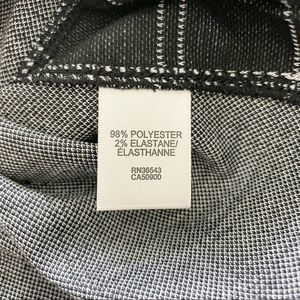 98% POLYESTER
2% ELASTANE/
ÉLASTHANNE
RN36543
CA50900